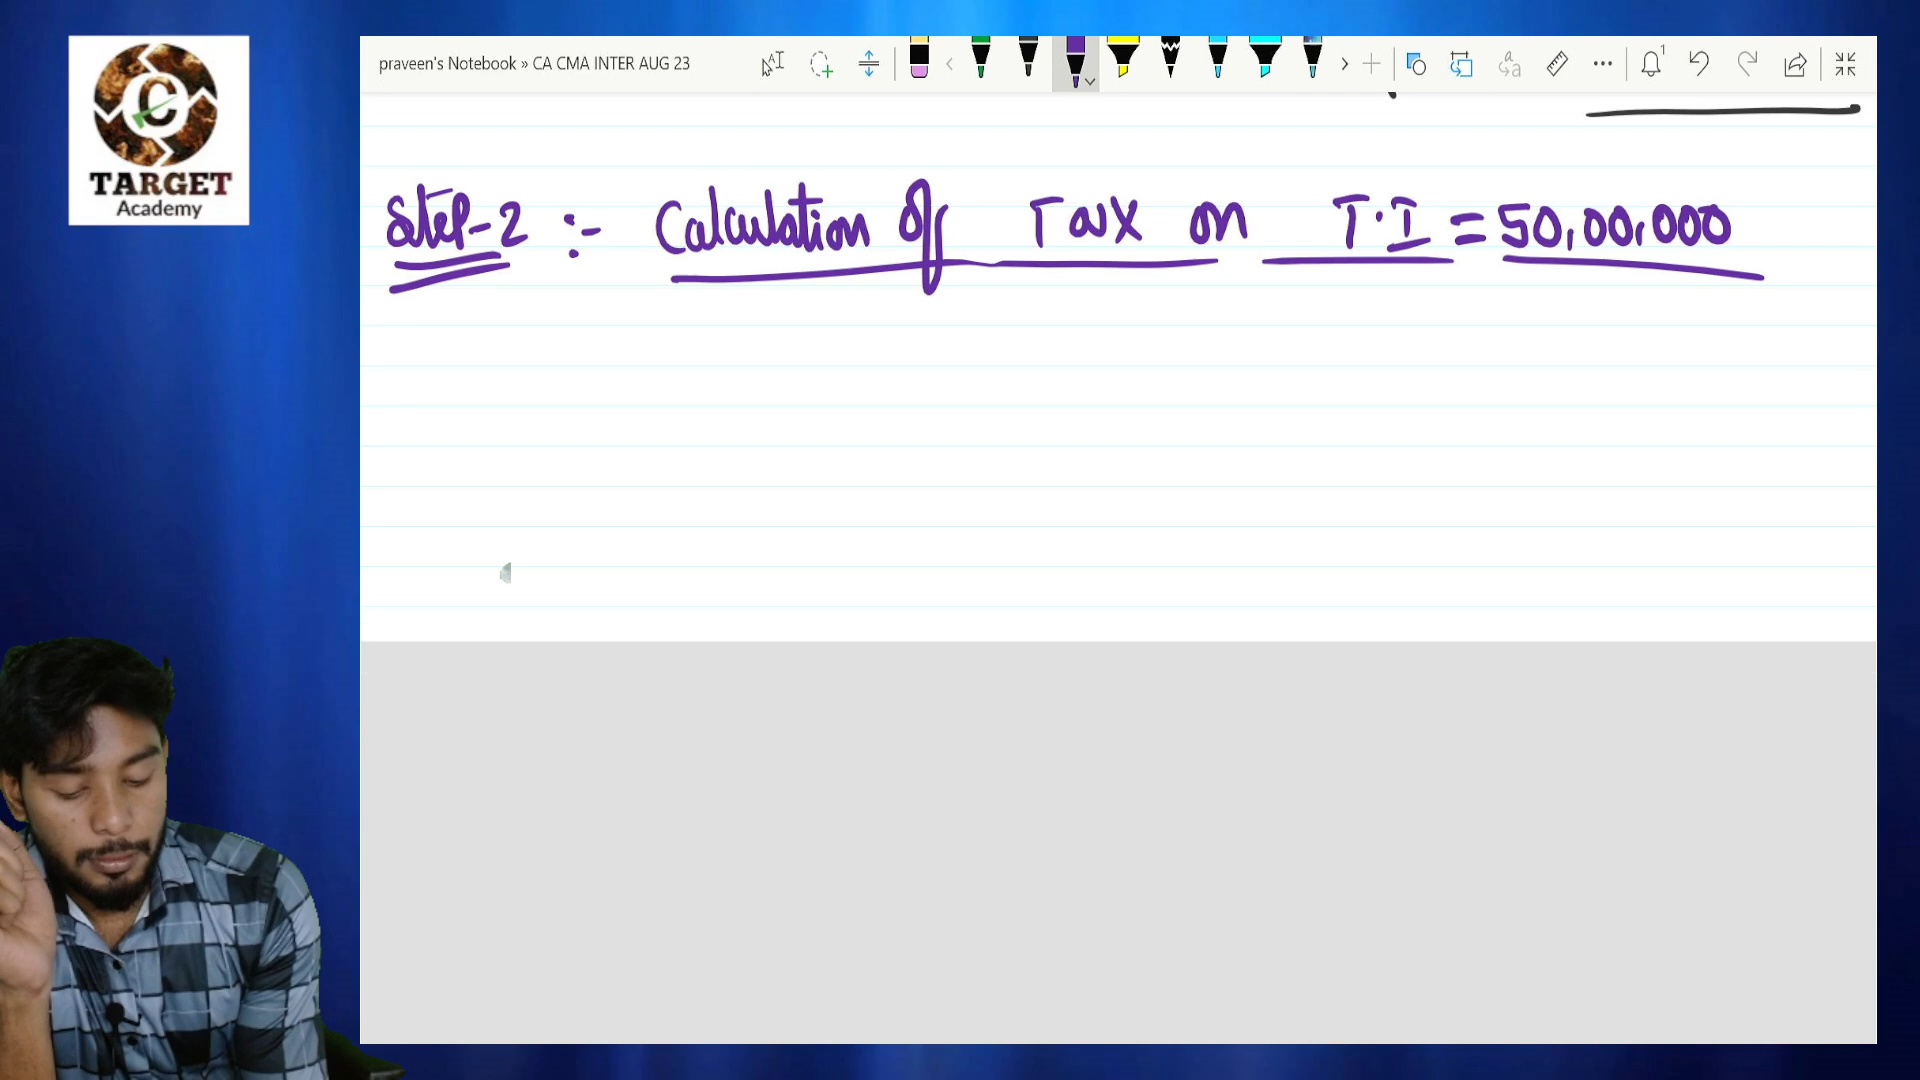 C
TARGET
Academy
praveen's Notebook » CA CMA INTER AUG 23
Step-2 :- Calculation of Tax on T.I = 50,00,000